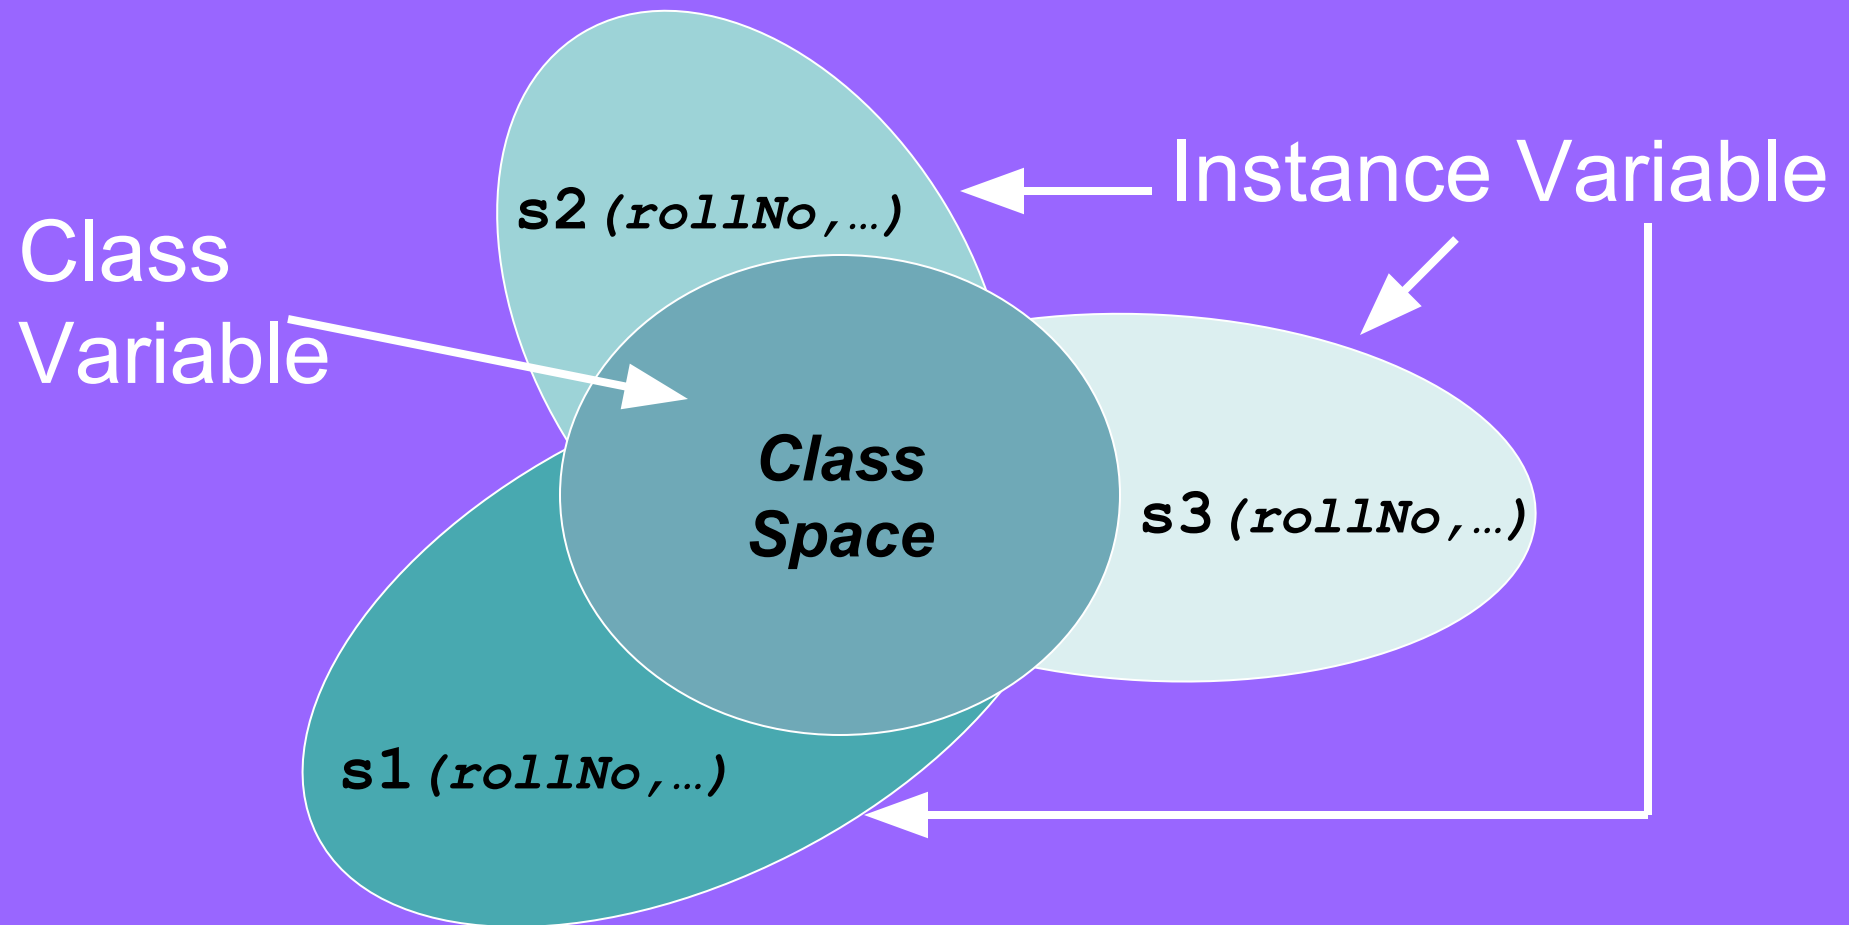 s2(rollNo,…)
Instance Variable
Class
Variable
Class
Space
s3(rollNo,…)
s1(rollNo,…)